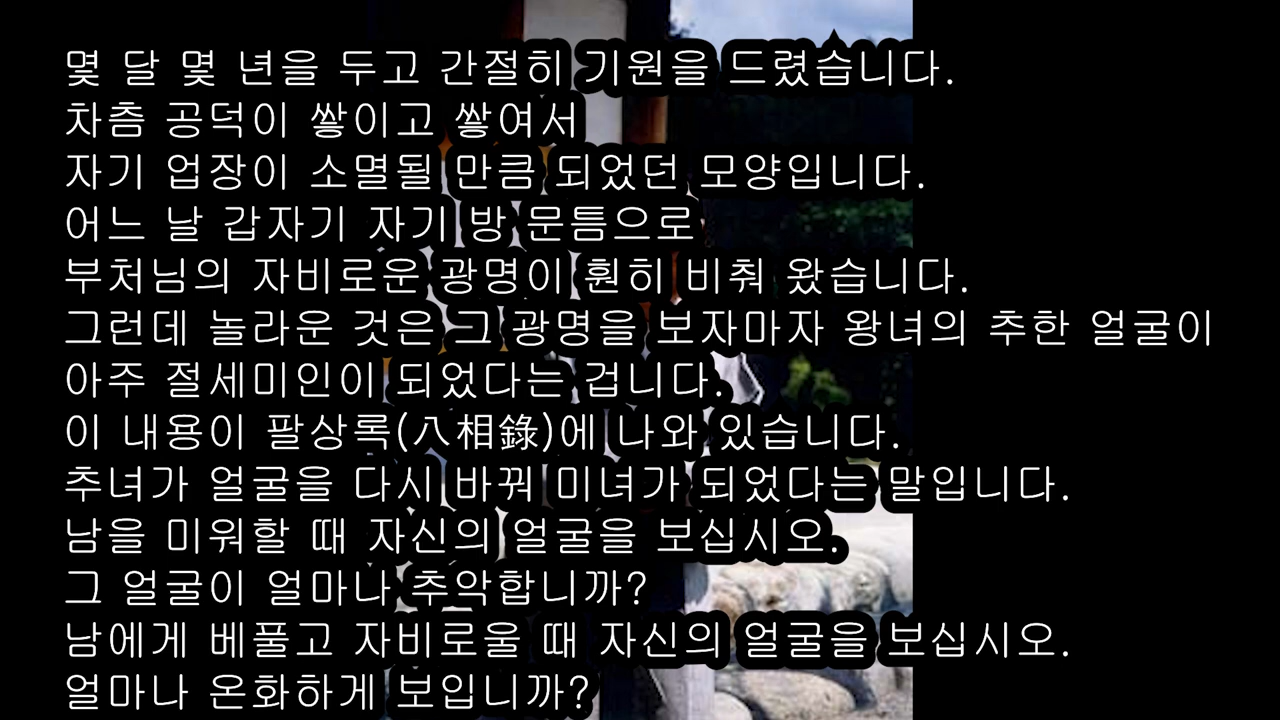 몇 달 몇 년을 두고 간절히 기원을 드렸습니다.
차츰 공덕이 쌓이고 쌓여서
자기 업장이 소멸될 만큼 되었던 모양입니다.
어느 날 갑자기 자기 방 문틈으로
부처님의 자비로운 광명이 훤히 비춰 왔습니다.
그런데 놀라운 것은 그 광명을 보자마자 왕녀의 추한 얼굴이
아주 절세미인이 되었다는 겁니다.
이 내용이 팔상록(八相錄)에 나와 있습니다.
추녀가 얼굴을 다시 바꿔 미녀가 되었다는 말입니다.
남을 미워할 때 자신의 얼굴을 보십시오.
그 얼굴이 얼마나 추악합니까?
남에게 베풀고 자비로울 때 자신의 얼굴을 보십시오.
얼마나 온화하게 보입니까?